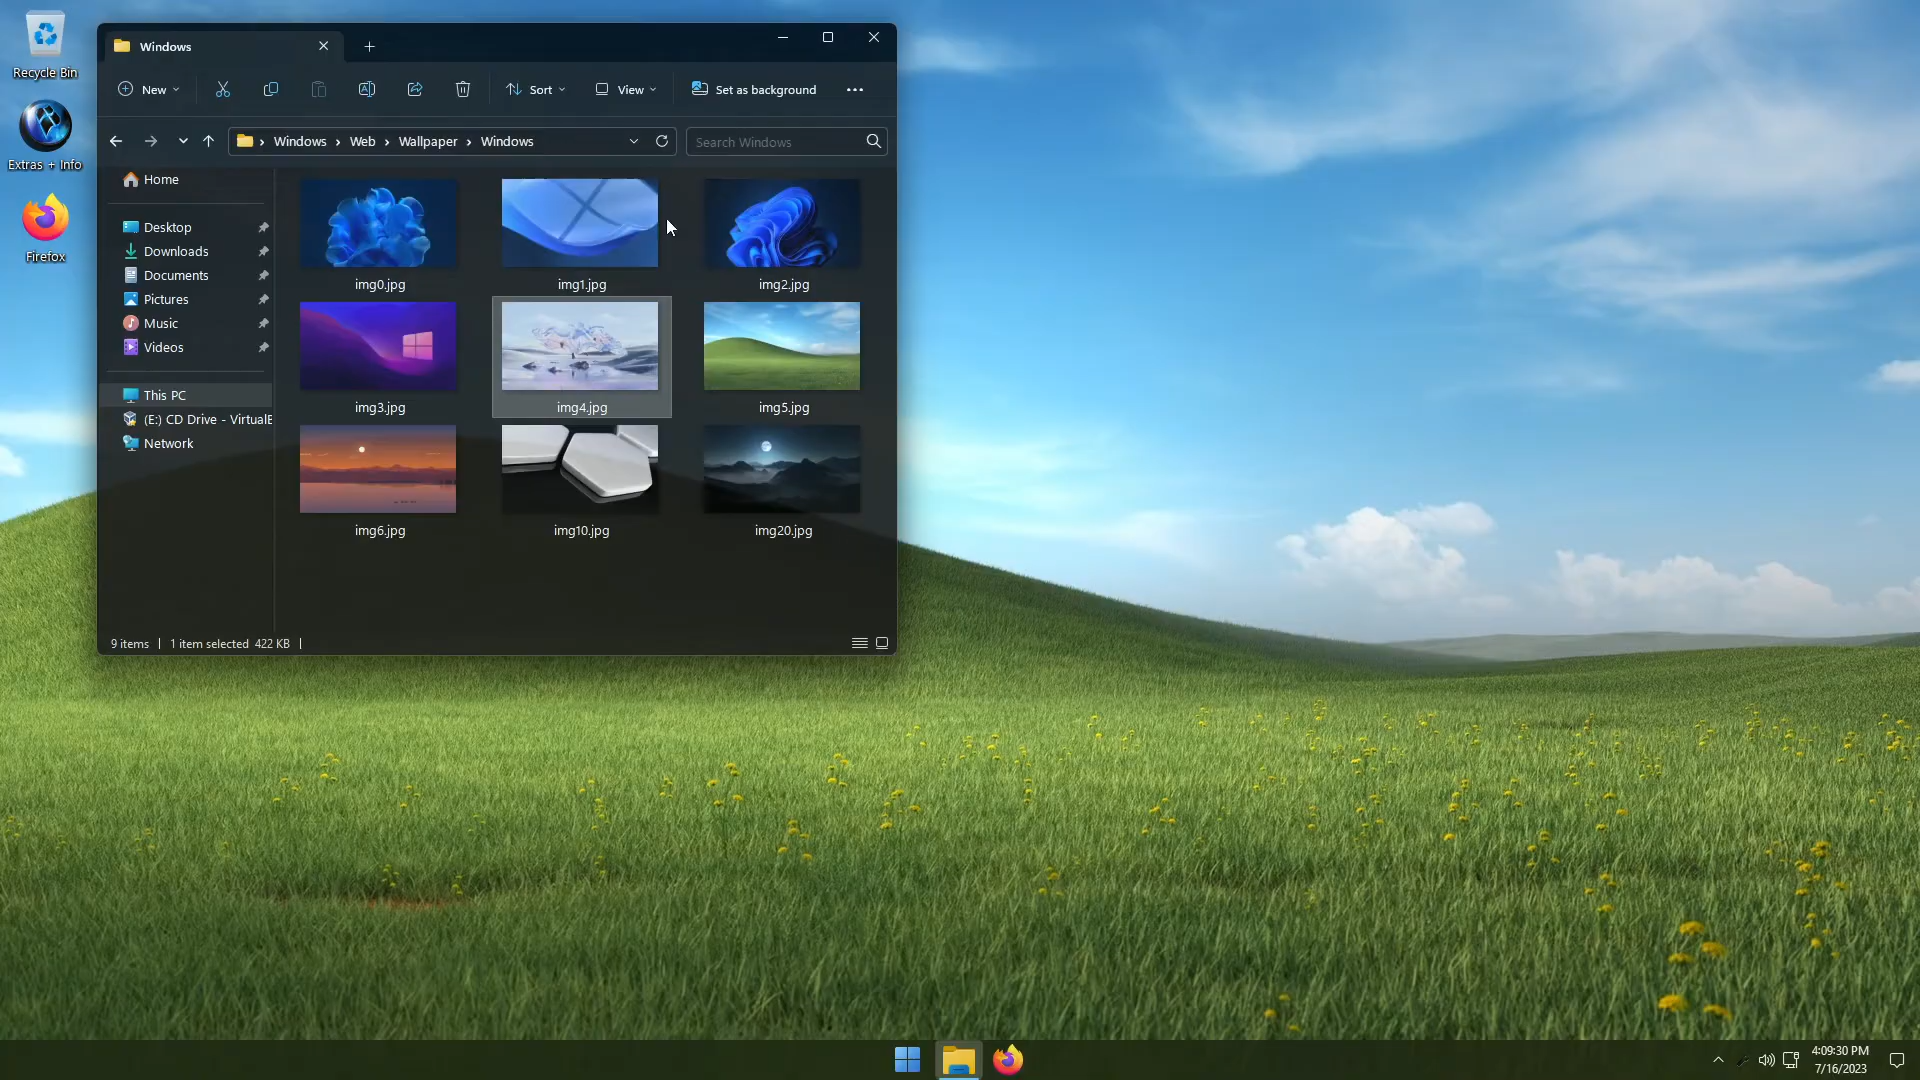 Recycle Bin
Extras + Info
Firefox
Windows
New
Sort
View
Set as background
Windows
Web
Wallpaper
Windows
Search Windows
Home
Desktop
Downloads
Documents
Pictures
Music
Videos
This PC
(E:) CD Drive - Virtual
Network
img0.jpg
img1.jpg
img2.jpg
img3.jpg
img4.jpg
img5.jpg
img6.jpg
img10.jpg
img20.jpg
9 items
1 item selected 422 KB
4:09:30 PM
7/16/2023